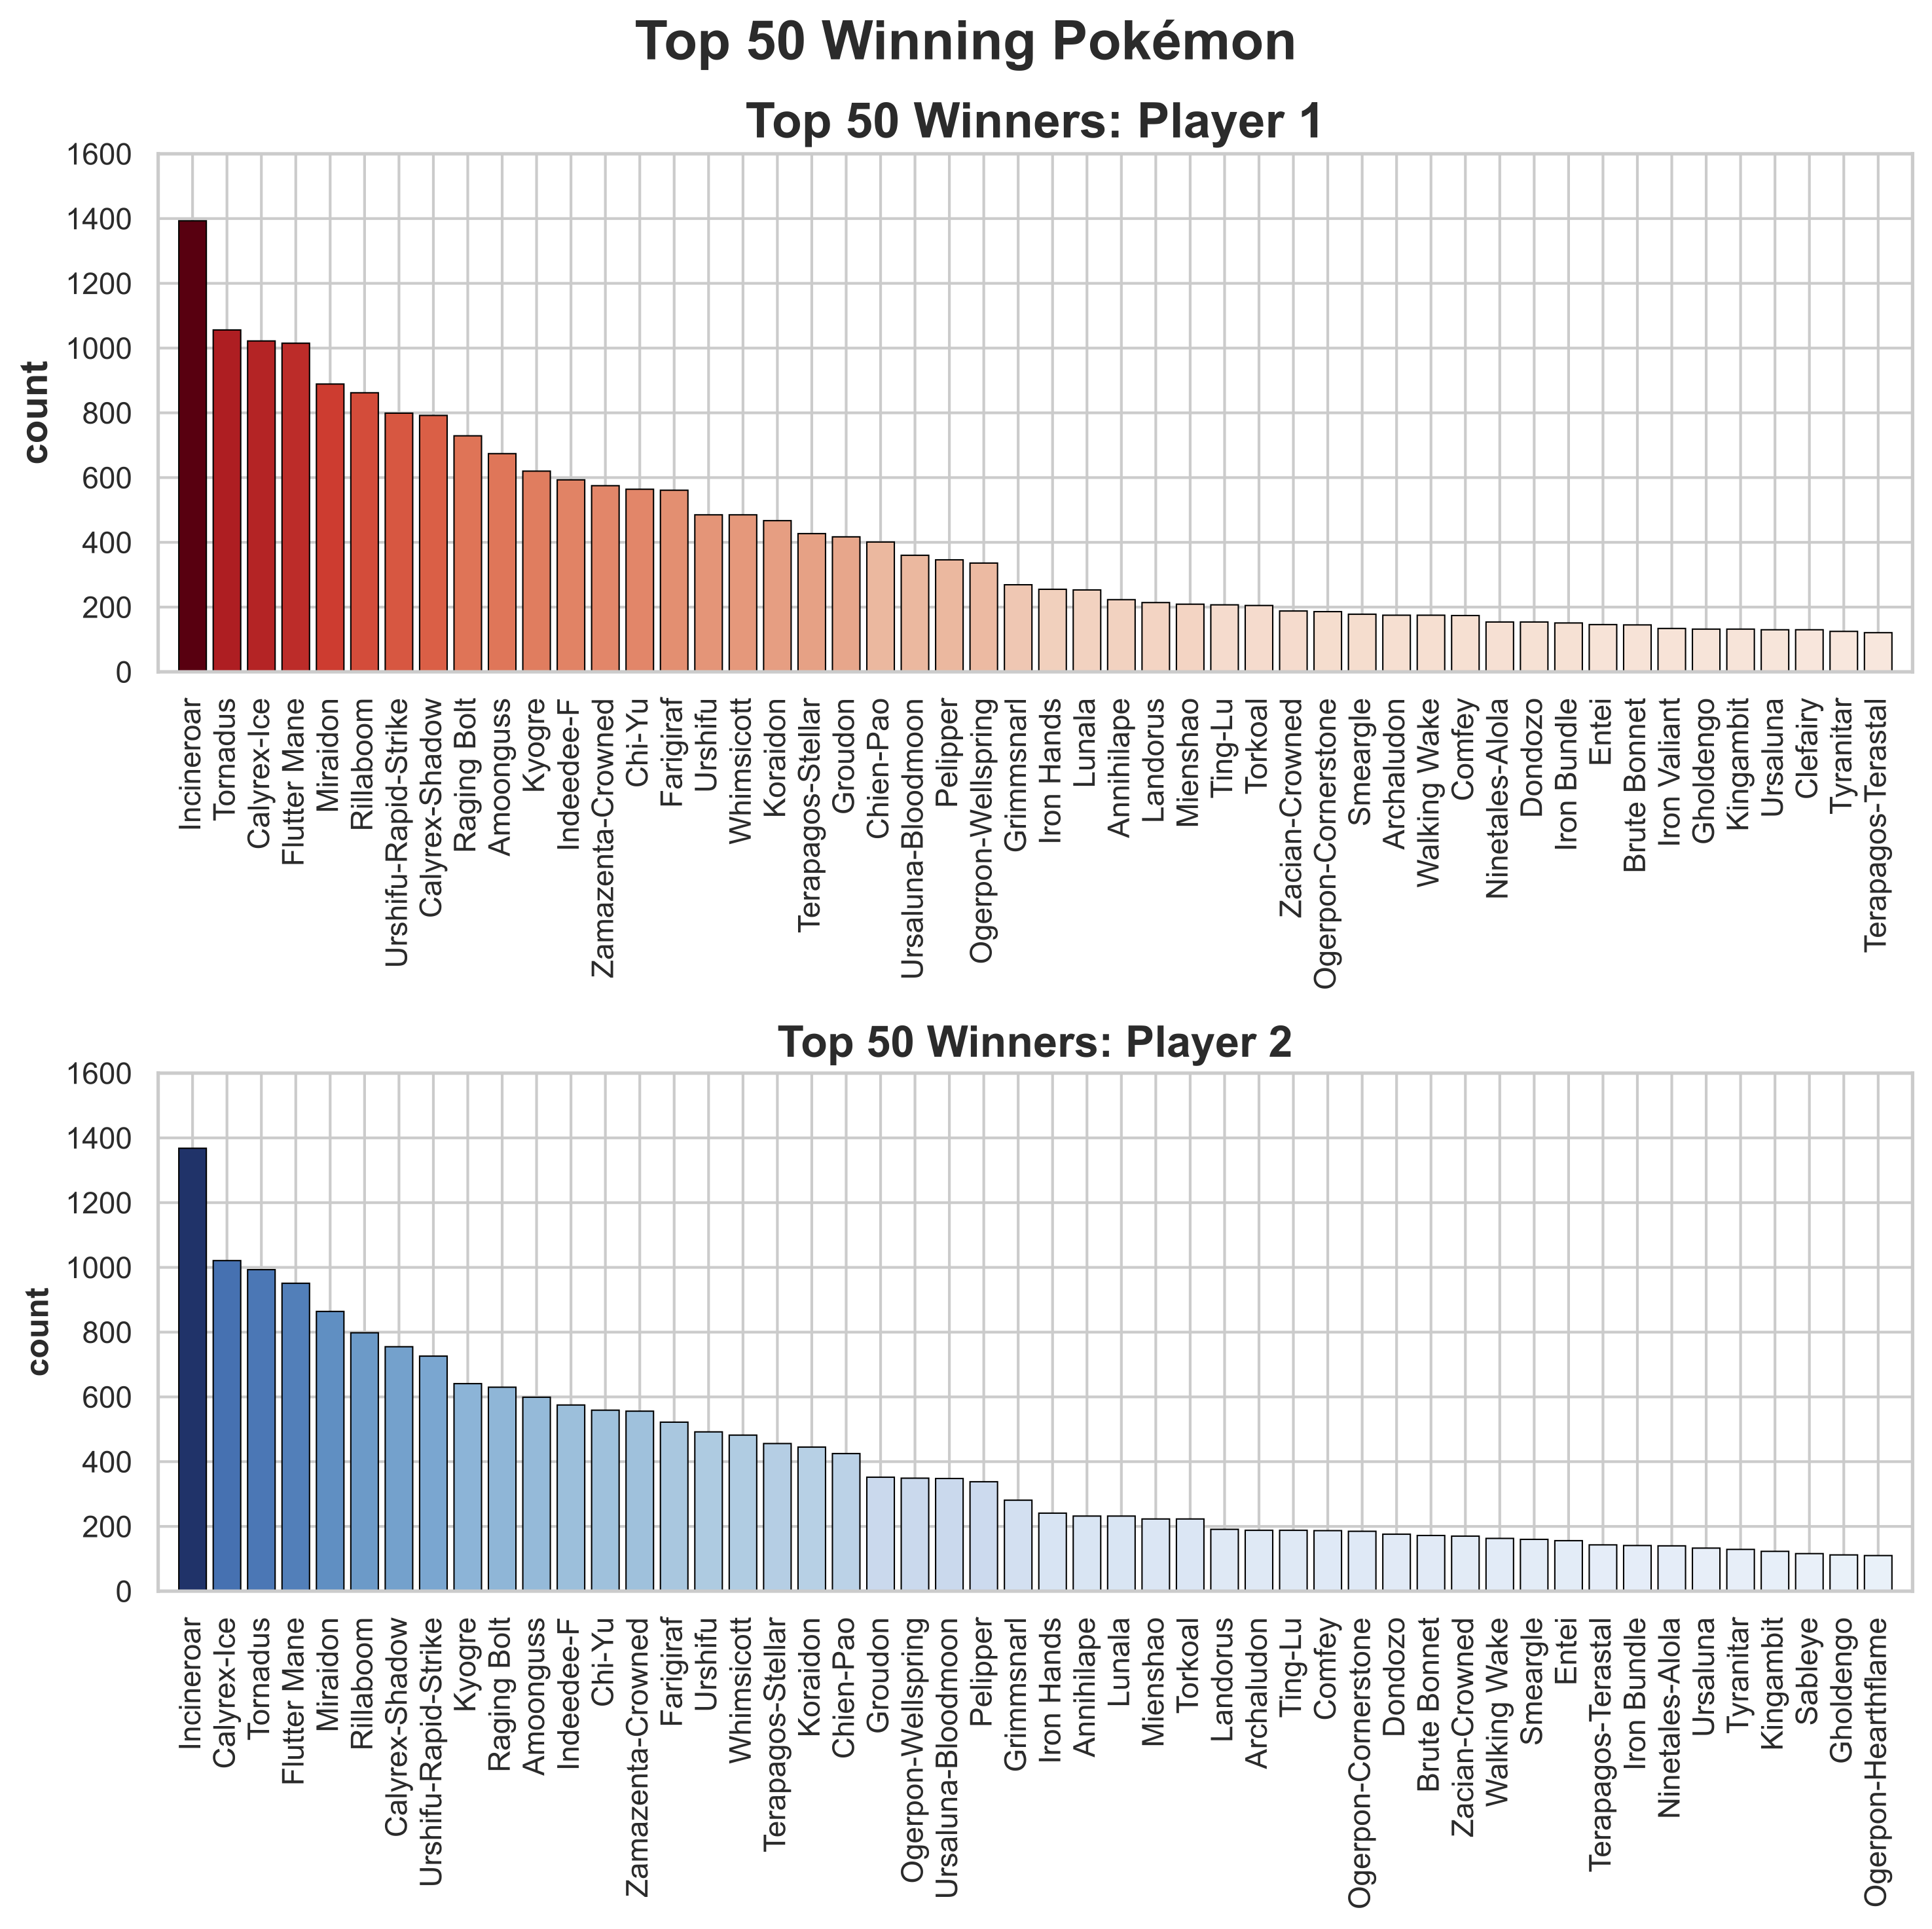 Top 50 Winning Pokémon
Top 50 Winners: Player 1
1600
1400
1200
1000
800
600
400
200
0
count
Incineroar
Tornadus
Calyrex-Ice
Flutter Mane
Miraidon
Rillaboom
Urshifu-Rapid-Strike
Calyrex-Shadow
Raging Bolt
Amoonguss
Kyogre
Indeedee-F
Zamazenta-Crowned
Chi-Yu
Farigiraf
Urshifu
Whimsicott
Koraidon
Terapagos-Stellar
Groudon
Chien-Pao
Ursaluna-Bloodmoon
Pelipper
Ogerpon-Wellspring
Grimmsnarl
Iron Hands
Lunala
Annihilape
Landorus
Mienshao
Ting-Lu
Torkoal
Zacian-Crowned
Ogerpon-Cornerstone
Smeargle
Archaludon
Walking Wake
Comfey
Ninetales-Alola
Dondozo
Iron Bundle
Entei
Brute Bonnet
Iron Valiant
Gholdengo
Kingambit
Ursaluna
Clefairy
Tyranitar
Terapagos-Terastal
Top 50 Winners: Player 2
1600
1400
1200
1000
800
600
400
200
0
count
Incineroar
Calyrex-Ice
Tornadus
Flutter Mane
Miraidon
Rillaboom
Calyrex-Shadow
Urshifu-Rapid-Strike
Kyogre
Raging Bolt
Amoonguss
Indeedee-F
Chi-Yu
Zamazenta-Crowned
Farigiraf
Urshifu
Whimsicott
Terapagos-Stellar
Koraidon
Chien-Pao
Groudon
Ogerpon-Wellspring
Ursaluna-Bloodmoon
Pelipper
Grimmsnarl
Iron Hands
Annihilape
Lunala
Mienshao
Torkoal
Landorus
Archaludon
Ting-Lu
Comfey
Ogerpon-Cornerstone
Dondozo
Brute Bonnet
Zacian-Crowned
Walking Wake
Smeargle
Entei
Terapagos-Terastal
Iron Bundle
Ninetales-Alola
Ursaluna
Tyranitar
Kingambit
Sableye
Gholdengo
Ogerpon-Hearthflame